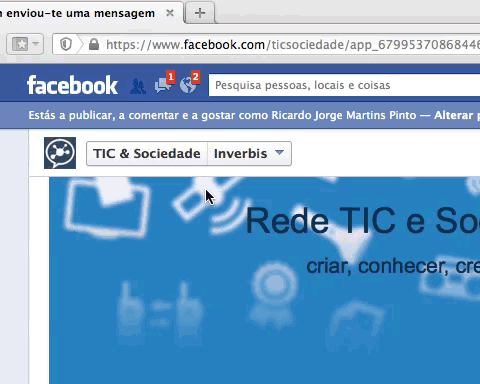 enviou-te uma mensagem
https://www.facebook.com/ticsociedade/app_67995370868446
facebook
1
2
Pesquisa pessoas, locais e coisas
Estás a publicar, a comentar e a gostar como Ricardo Jorge Martins Pinto — Alterar p
TIC & Sociedade
Inverbis
Rede TIC e So
criar, conhecer, cre